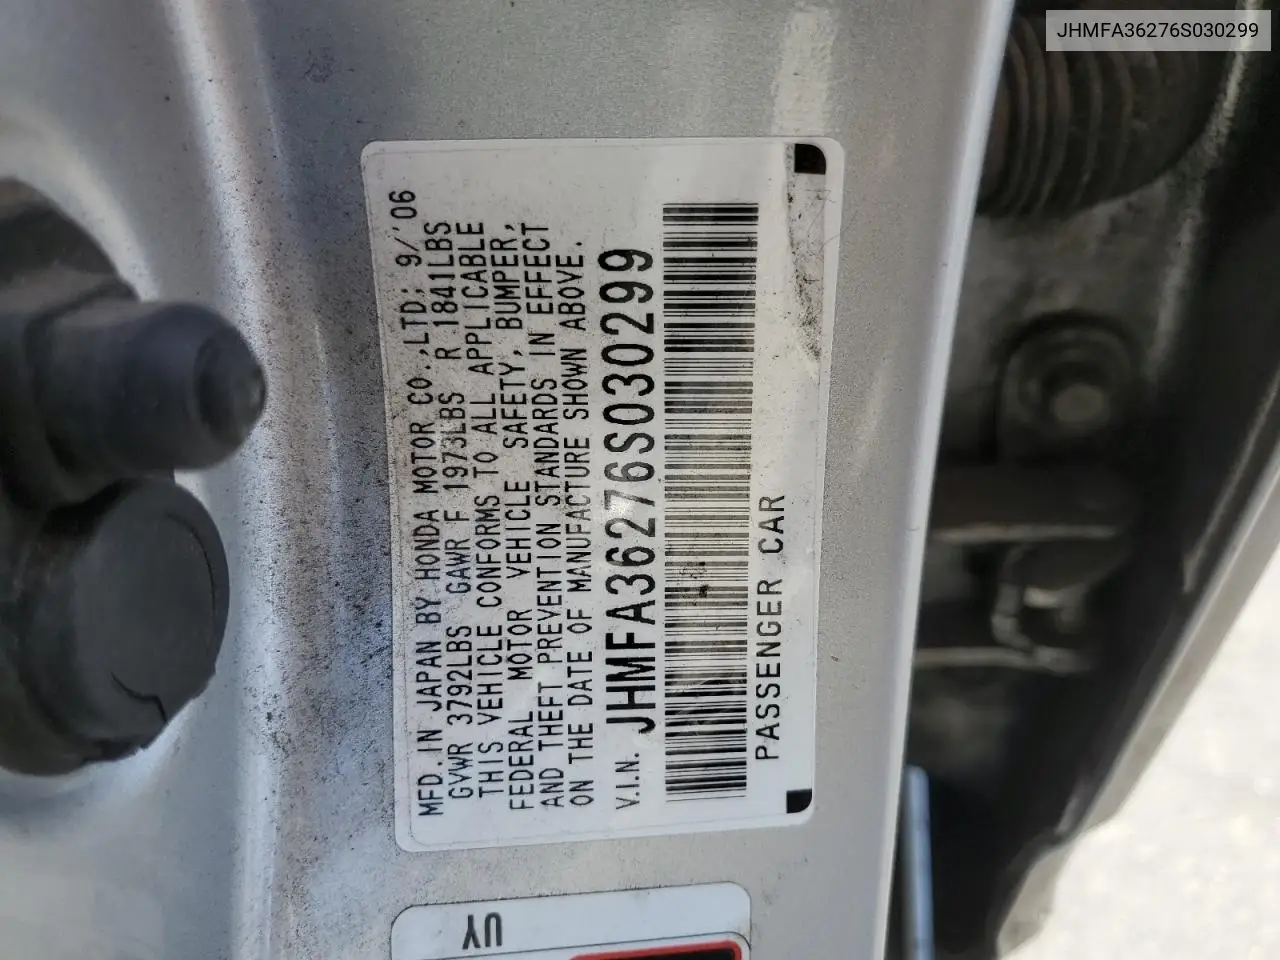 JHMFA36276S030299
MFD. IN JAPAN BY HONDA MOTOR CO.,LTD; 9/'06
GVWR 3792LBS GAWR F 1973LBS R 1841LBS
THIS VEHICLE CONFORMS TO ALL APPLICABLE
FEDERAL MOTOR VEHICLE SAFETY, BUMPER,
AND THEFT PREVENTION STANDARDS IN EFFECT
ON THE DATE OF MANUFACTURE SHOWN ABOVE.
V.I.N. JHMFA36276S030299
PASSENGER CAR
UY